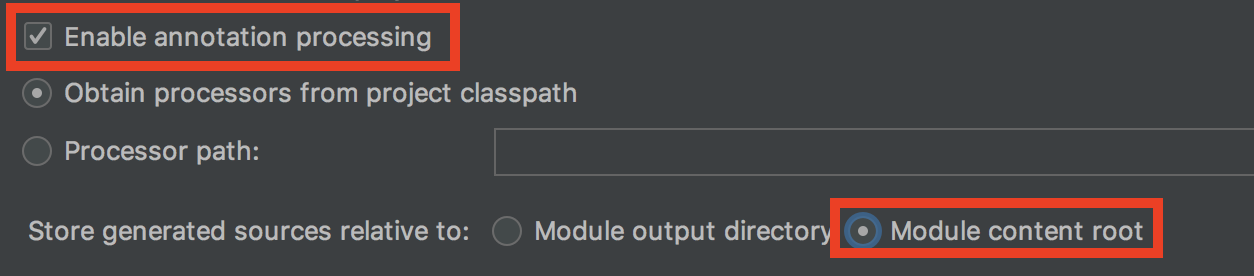 Enable annotation processing
Obtain processors from project classpath
Processor path:
Store generated sources relative to: Module output directory Module content root